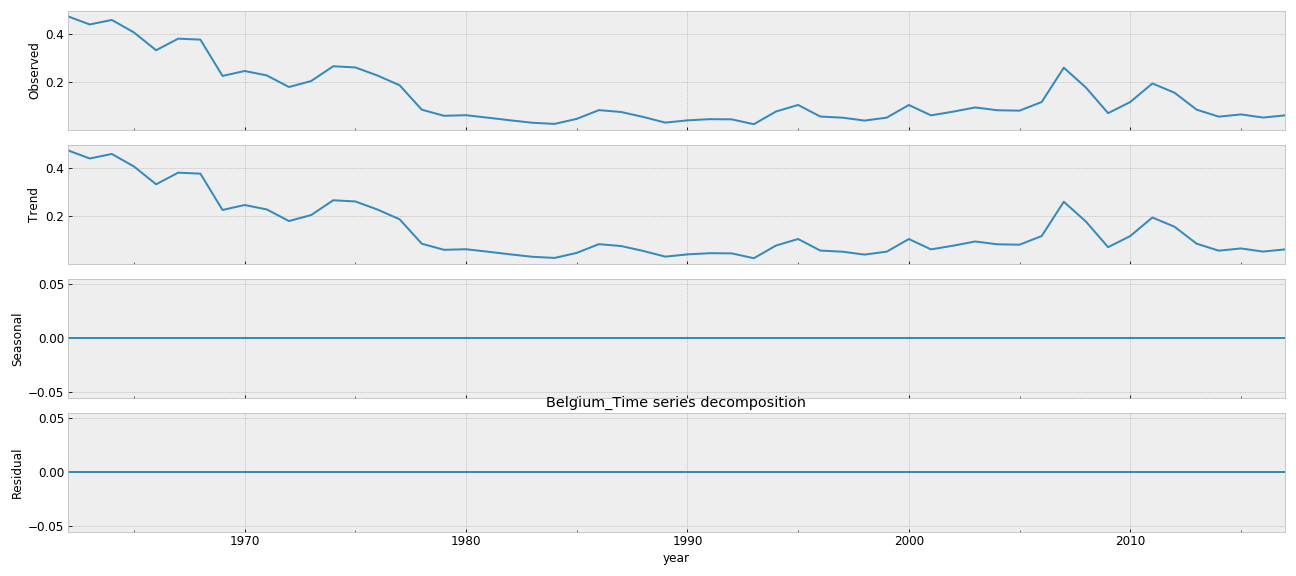 Observed
0.4
0.2
Trend
0.4
0.2
Seasonal
0.05
0.00
−0.05
Belgium_Time series decomposition
Residual
0.05
0.00
−0.05
1970 1980 1990 2000 2010
year